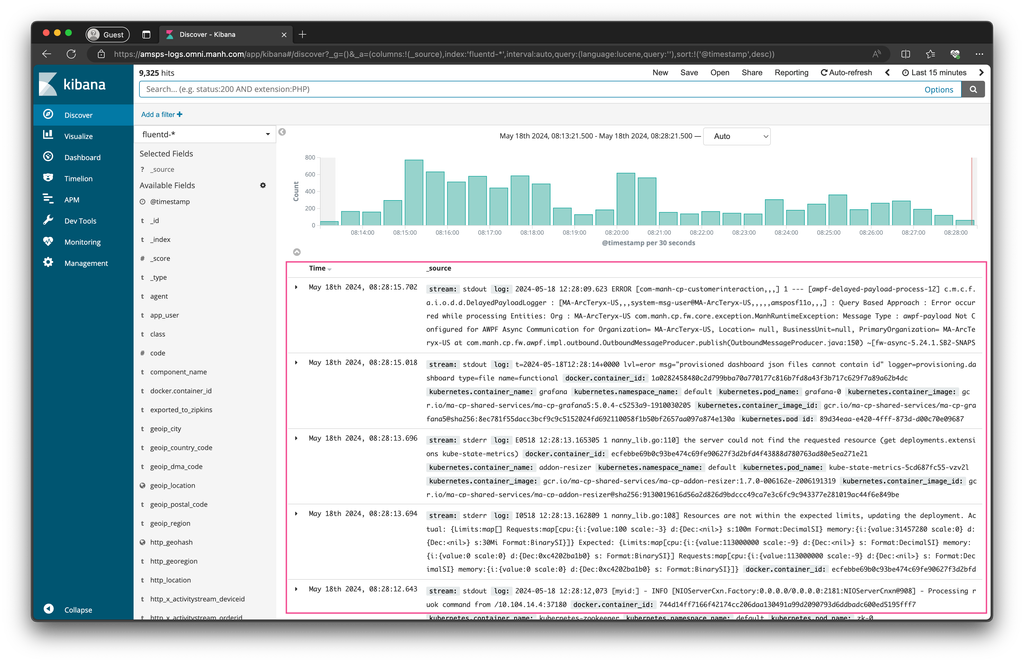 Guest
Discover - Kibana
https://amsps-logs.omni.manh.com/app/kibana#/discover?_g=()&_a=(columns:!(_source),index:'fluentd-*',interval:auto,query:(language:lucene,query:''),sort:!('@timestamp',desc))
kibana
Discover
Visualize
Dashboard
Timelion
APM
Dev Tools
Monitoring
Management
Collapse
9,325 hits
New Save Open Share Reporting Auto-refresh Last 15 minutes
Search... (e.g. status:200 AND extension:PHP)
Options
Add a filter +
fluentd-*
Selected Fields
? _source
Available Fields
@timestamp
t _id
t _index
# _score
t _type
t agent
t app_user
t class
# code
t component_name
t docker.container_id
t exported_to_zipkins
t geoip_city
t geoip_country_code
t geoip_dma_code
geoip_location
t geoip_postal_code
t geoip_region
http_geohash
t http_georegion
t http_location
t http_x_activitystream_deviceid
t http_x_activitystream_orderid
May 18th 2024, 08:13:21.500 - May 18th 2024, 08:28:21.500 —
Auto
Count
800
600
400
200
0
08:14:00 08:15:00 08:16:00 08:17:00 08:18:00 08:19:00 08:20:00 08:21:00 08:22:00 08:23:00 08:24:00 08:25:00 08:26:00 08:27:00 08:28:00
@timestamp per 30 seconds
Time _source
May 18th 2024, 08:28:15.702 stream: stdout log: 2024-05-18 12:28:09.623 ERROR [com-manh-cp-customerinteraction,,,] 1 --- [awpf-delayed-payload-process-12] c.m.c.f.
a.i.o.d.d.DelayedPayloadLogger : [MA-ArcTeryx-US,,,system-msg-user@MA-ArcTeryx-US,,,,,amsposf11o,,,] : Query Based Approach : Error occur
red while processing Entities: Org : MA-ArcTeryx-US com.manh.cp.fw.core.exception.ManhRuntimeException: Message Type : awpf-payload Not C
onfigured for AWPF Async Communication for Organization= MA-ArcTeryx-US, Location= null, BusinessUnit=null, PrimaryOrganization= MA-ArcTe
ryx-US at com.manh.cp.fw.awpf.impl.outbound.OutboundMessageProducer.publish(OutboundMessageProducer.java:150) ~[fw-async-5.24.1.SB2-SNAPS
May 18th 2024, 08:28:15.018 stream: stdout log: t=2024-05-18T12:28:14+0000 lvl=eror msg="provisioned dashboard json files cannot contain id" logger=provisioning.da
shboard type=file name=functional docker.container_id: 1a0282458480c2d799bba70a770177c816b7fd8a43f3b717c629f7a89a62b4dc
kubernetes.container_name: grafana kubernetes.namespace_name: default kubernetes.pod_name: grafana-0 kubernetes.container_image: gc
r.io/ma-cp-shared-services/ma-cp-grafana5:5.0.4-c5253a9-1910030205 kubernetes.container_image_id: gcr.io/ma-cp-shared-services/ma-cp-gra
fana5@sha256:8ec781f55dacc3bcf9c9c5152024fd6921110058f1b50bf2657aa097a874e130a kubernetes.pod_id: 89d34eaa-e420-4fff-873d-d00c70e09687
May 18th 2024, 08:28:13.696 stream: stderr log: E0518 12:28:13.165305 1 nanny_lib.go:110] the server could not find the requested resource (get deployments.extensi
ons kube-state-metrics) docker.container_id: ecfebbe69b0c93be474c69fe90627f3d2bfd4f43888d780763ad80e5ea271e21
kubernetes.container_name: addon-resizer kubernetes.namespace_name: default kubernetes.pod_name: kube-state-metrics-5cd687fc55-vzv2l
kubernetes.container_image: gcr.io/ma-cp-shared-services/ma-cp-addon-resizer:1.7.0-006162e-2006191319 kubernetes.container_image_id: gc
r.io/ma-cp-shared-services/ma-cp-addon-resizer@sha256:9130019616d56a2d826d9bdccc49ca7e3c6fc9c943377e281019ac44f6e849be
May 18th 2024, 08:28:13.694 stream: stderr log: I0518 12:28:13.162809 1 nanny_lib.go:108] Resources are not within the expected limits, updating the deployment. Ac
tual: {Limits:map[] Requests:map[cpu:{i:{value:100 scale:-3} d:{Dec:<nil>} s:100m Format:DecimalSI} memory:{i:{value:31457280 scale:0} d:
{Dec:<nil>} s:30Mi Format:BinarySI}]} Expected: {Limits:map[cpu:{i:{value:113000000 scale:-9} d:{Dec:<nil>} s: Format:DecimalSI} memory:
{i:{value:0 scale:0} d:{Dec:0xc4202ba1b0} s: Format:BinarySI}] Requests:map[cpu:{i:{value:113000000 scale:-9} d:{Dec:<nil>} s: Format:Dec
imalSI} memory:{i:{value:0 scale:0} d:{Dec:0xc4202ba1b0} s: Format:BinarySI}]} docker.container_id: ecfebbe69b0c93be474c69fe90627f3d2bfd
May 18th 2024, 08:28:12.643 stream: stdout log: 2024-05-18 12:28:12,073 [myid:] - INFO [NIOServerCxn.Factory:0.0.0.0/0.0.0.0:2181:NIOServerCnxn@908] - Processing r
uok command from /10.104.14.4:37180 docker.container_id: 744d14ff7166f42174cc206daa130491a99d2090793d6ddbadc600ed5195fff7
kubernetes.container_name: kubernetes-zookeeper kubernetes.namespace_name: default kubernetes.pod_name: zk-0